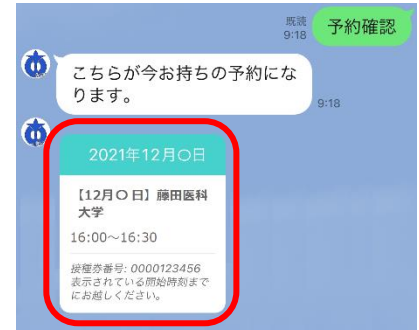 既読
9:18
予約確認
こちらが今お持ちの予約にな
ります。
9:18
2021年12月〇日
【12月〇日】藤田医科
大学
16:00～16:30
接種券番号: 0000123456
表示されている開始時刻まで
にお越しください。